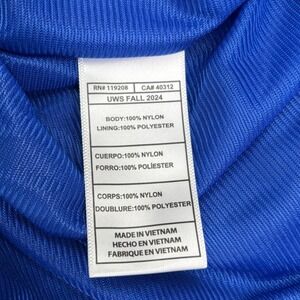 RN# 119208 CA# 40312
UWS FALL 2024
BODY:100% NYLON
LINING:100% POLYESTER
CUERPO:100% NYLON
FORRO:100% POLÍESTER
CORPS:100% NYLON
DOUBLURE:100% POLYESTER
MADE IN VIETNAM
HECHO EN VIETNAM
FABRIQUE EN VIETNAM